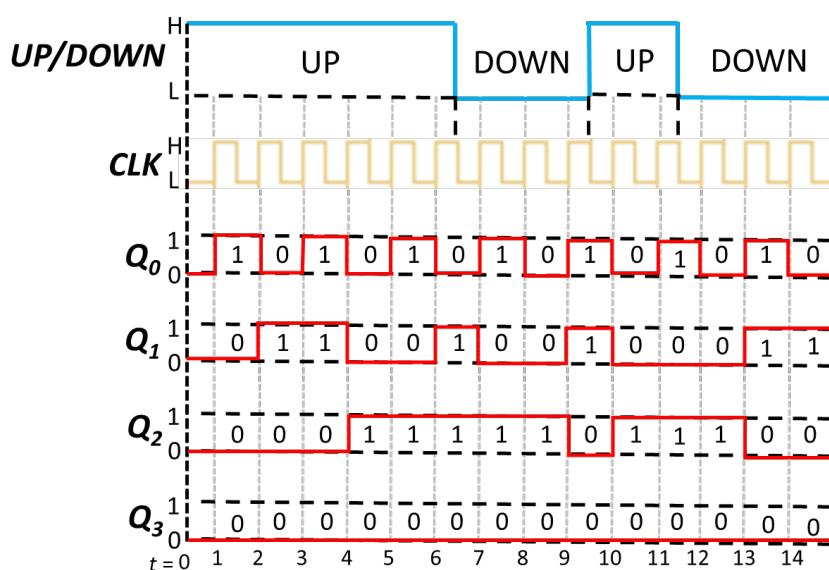 H
UP/DOWN UP DOWN UP DOWN
L
H
CLK
L
1
Q0 1 0 1 0 1 0 1 0 1 0 1 0 1 0
0
1
Q1 0 1 1 0 0 1 0 0 1 0 0 0 1 1
0
1
Q2 0 0 0 1 1 1 1 1 0 1 1 1 0 0
0
1
Q3 0 0 0 0 0 0 0 0 0 0 0 0 0 0
0
t = 0 1 2 3 4 5 6 7 8 9 10 11 12 13 14